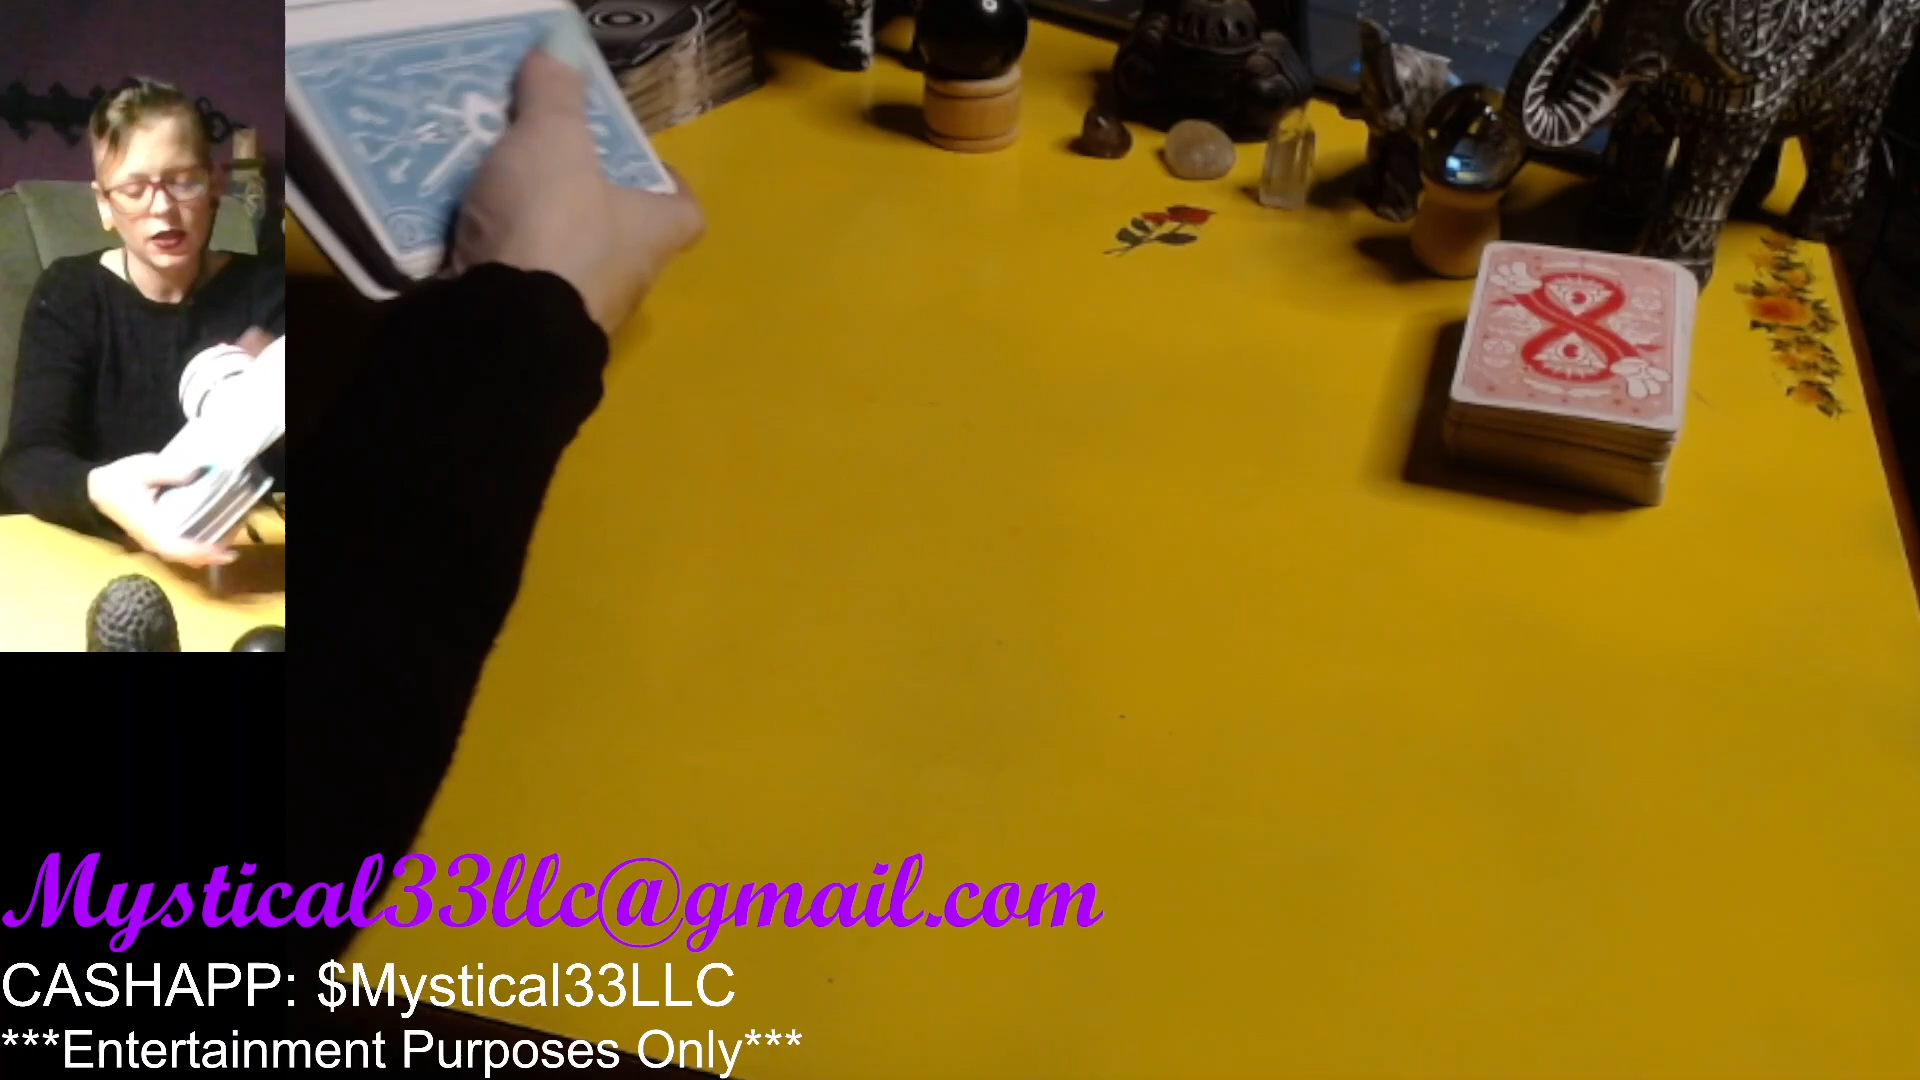 Mystical33llc@gmail.com
CASHAPP: $Mystical33LLC
***Entertainment Purposes Only***